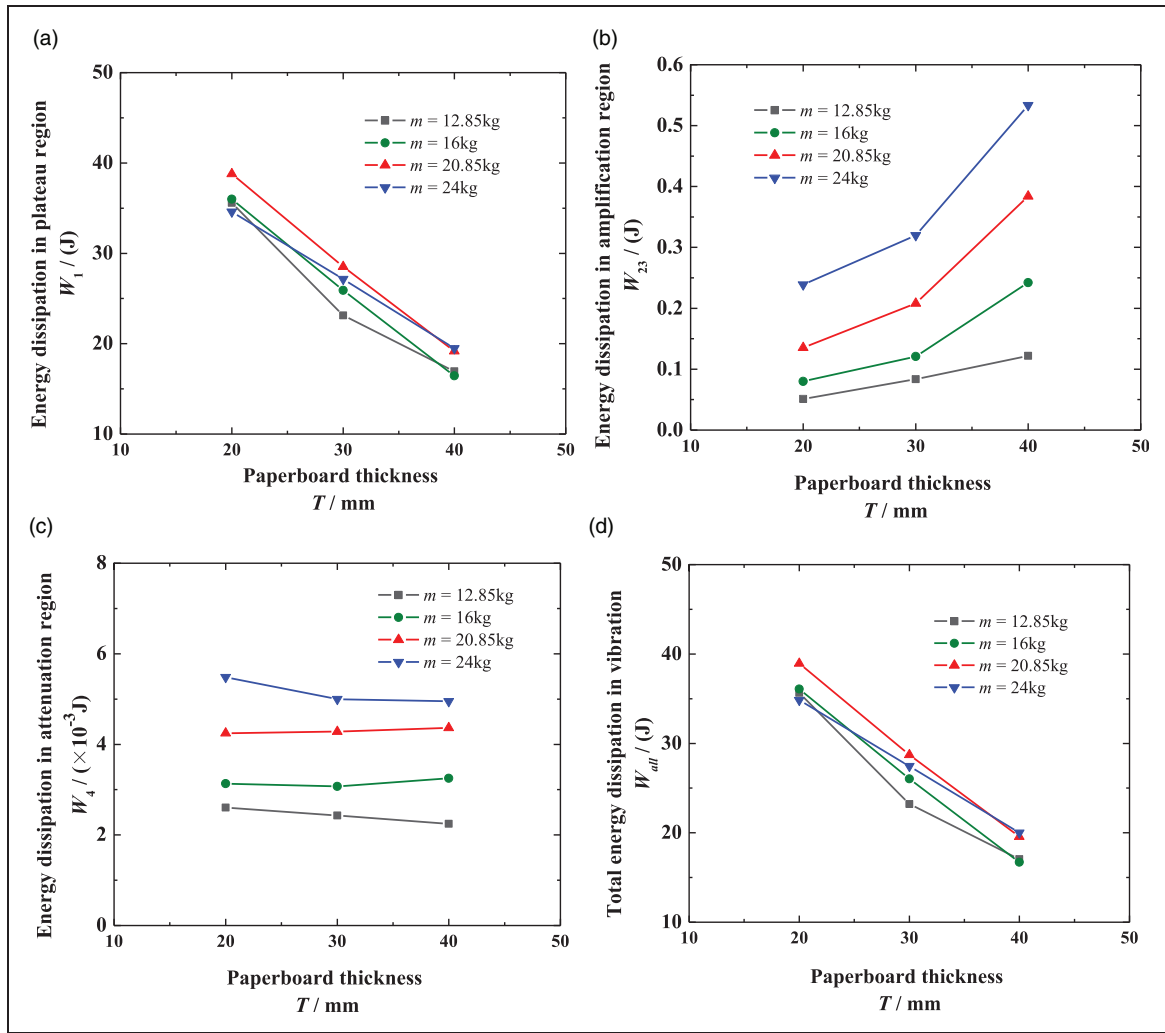 (a)
Energy dissipation in plateau region
W₁ / (J)
50
40
30
20
10
m = 12.85kg
m = 16kg
m = 20.85kg
m = 24kg
10 20 30 40 50
Paperboard thickness
T / mm
(b)
Energy dissipation in amplification region
W₂₃ / (J)
0.6
0.5
0.4
0.3
0.2
0.1
0.0
m = 12.85kg
m = 16kg
m = 20.85kg
m = 24kg
10 20 30 40 50
Paperboard thickness
T / mm
(c)
Energy dissipation in attenuation region
W₄ / (×10⁻³J)
8
6
4
2
0
m = 12.85kg
m = 16kg
m = 20.85kg
m = 24kg
10 20 30 40 50
Paperboard thickness
T / mm
(d)
Total energy dissipation in vibration
Wall / (J)
50
40
30
20
10
m = 12.85kg
m = 16kg
m = 20.85kg
m = 24kg
10 20 30 40 50
Paperboard thickness
T / mm